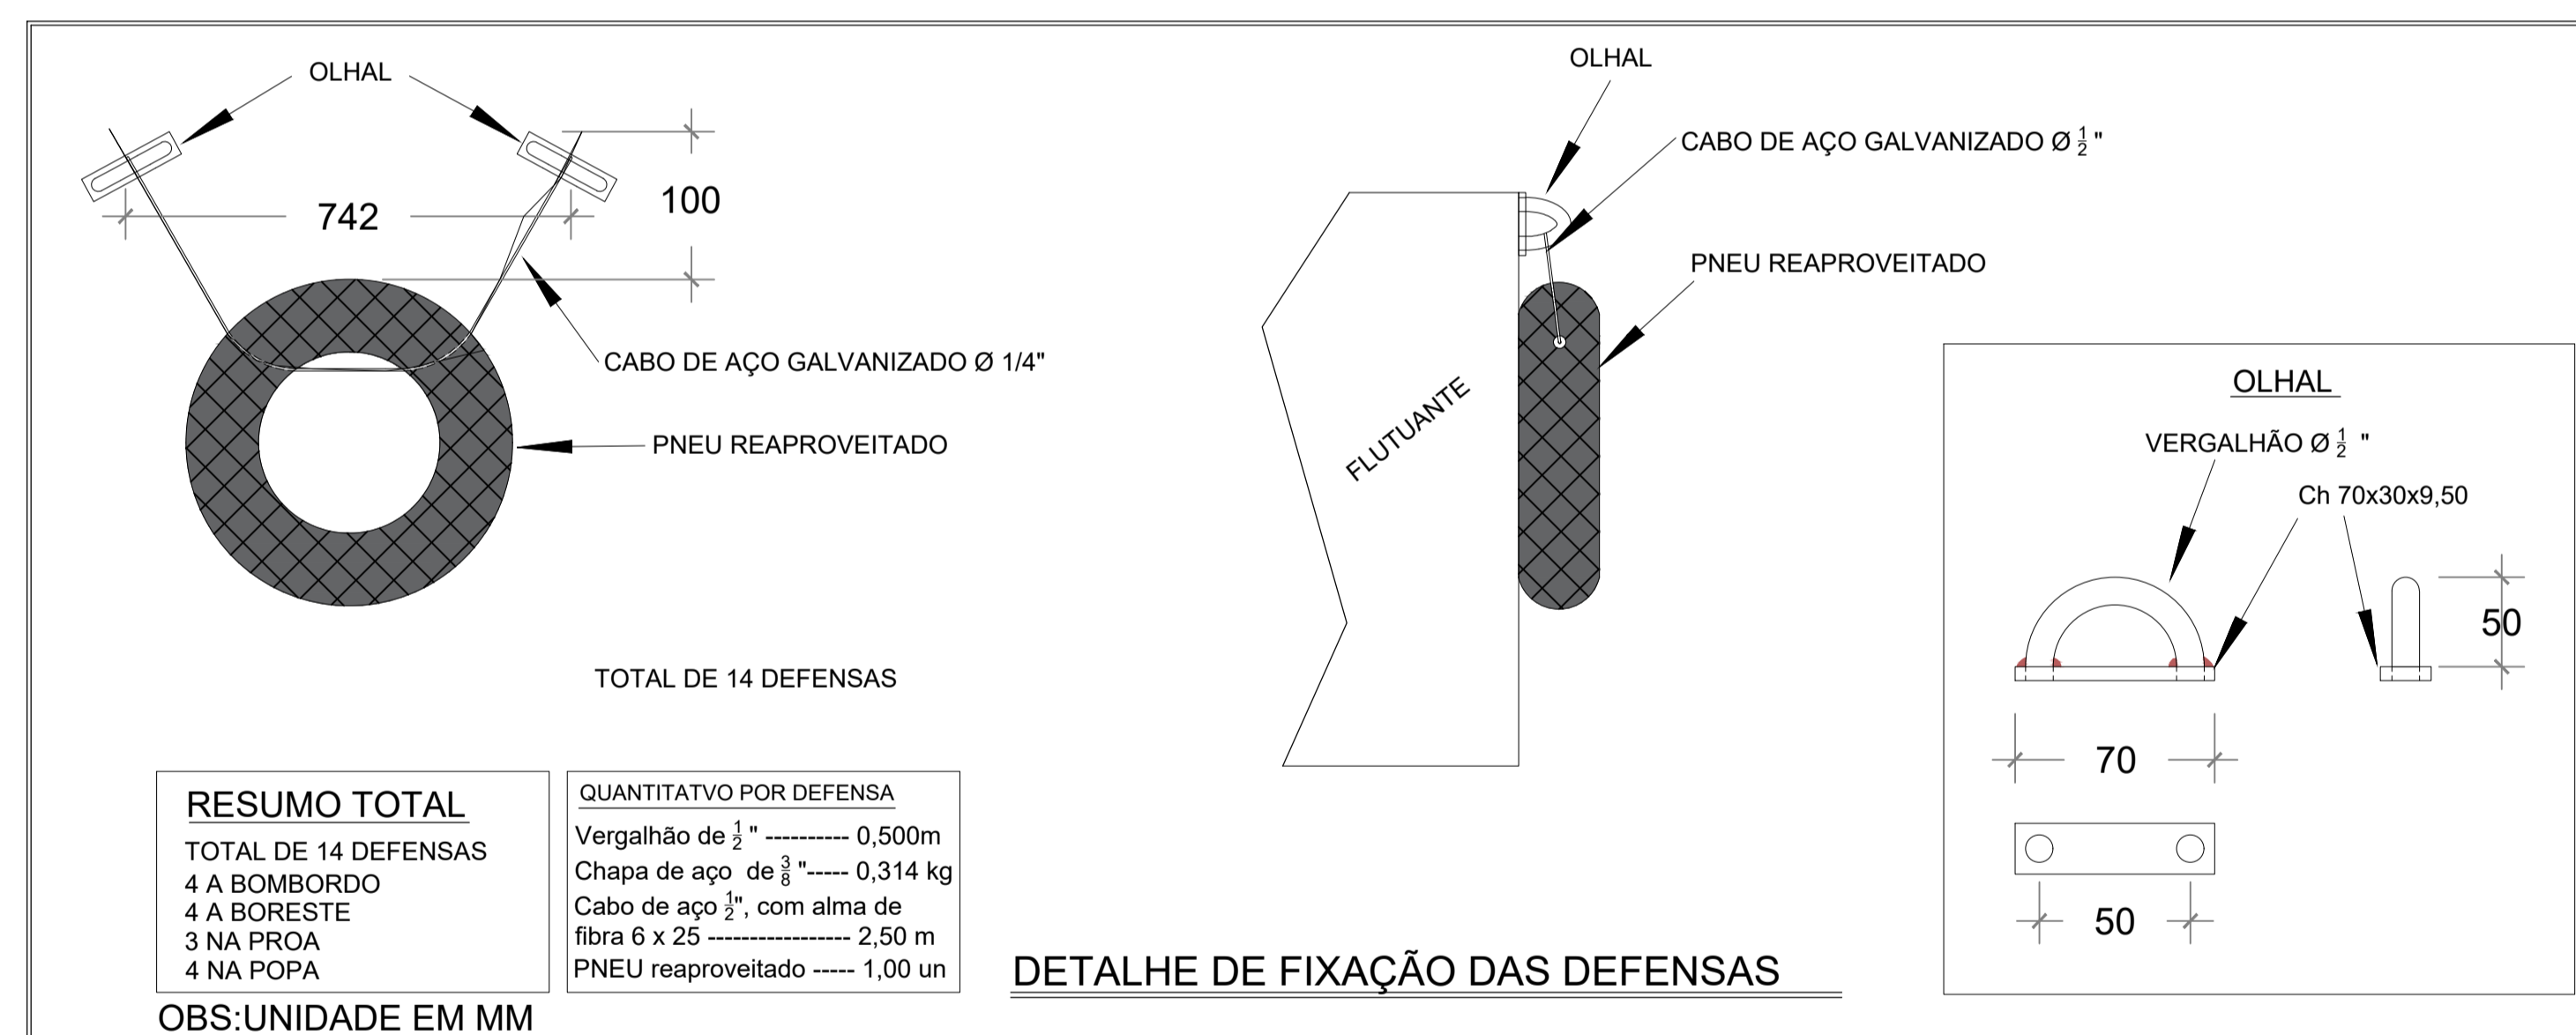 OLHAL
742
100
CABO DE AÇO GALVANIZADO Ø 1/4"
PNEU REAPROVEITADO
TOTAL DE 14 DEFENSAS
OLHAL
CABO DE AÇO GALVANIZADO Ø 1/2"
PNEU REAPROVEITADO
FLUTUANTE
OLHAL
VERGALHÃO Ø 1/2 "
Ch 70x30x9,50
50
70
50
RESUMO TOTAL
TOTAL DE 14 DEFENSAS
4 A BOMBORDO
4 A BORESTE
3 NA PROA
4 NA POPA
QUANTITATVO POR DEFENSA
Vergalhão de 1/2 " ---------- 0,500m
Chapa de aço de 3/8 "----- 0,314 kg
Cabo de aço 1/2", com alma de
fibra 6 x 25 ----------------- 2,50 m
PNEU reaproveitado ----- 1,00 un
DETALHE DE FIXAÇÃO DAS DEFENSAS
OBS:UNIDADE EM MM